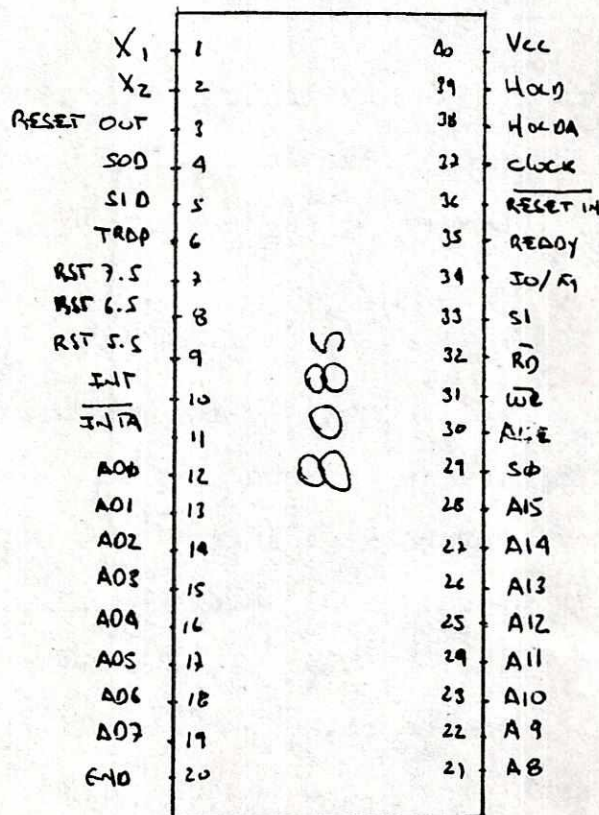 X1 1 40 Vcc
X2 2 39 HOLD
RESET OUT 3 38 HOLDA
SOD 4 37 CLOCK
SID 5 36 RESET IN
TRAP 6 35 READY
RST 7.5 7 34 IO/M
RST 6.5 8 33 S1
RST 5.5 9 32 RD
INT 10 31 WR
INTA 11 30 ALE
AD0 12 29 S0
AD1 13 28 A15
AD2 14 27 A14
AD3 15 26 A13
AD4 16 25 A12
AD5 17 24 A11
AD6 18 23 A10
AD7 19 22 A9
GND 20 21 A8
8085